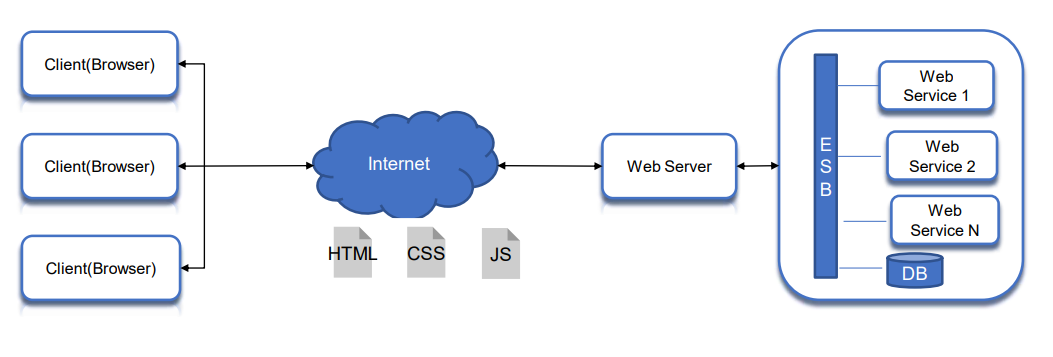 Client(Browser)
Client(Browser)
Client(Browser)
Internet
HTML
CSS
JS
Web Server
E
S
B
Web
Service 1
Web
Service 2
Web
Service N
DB